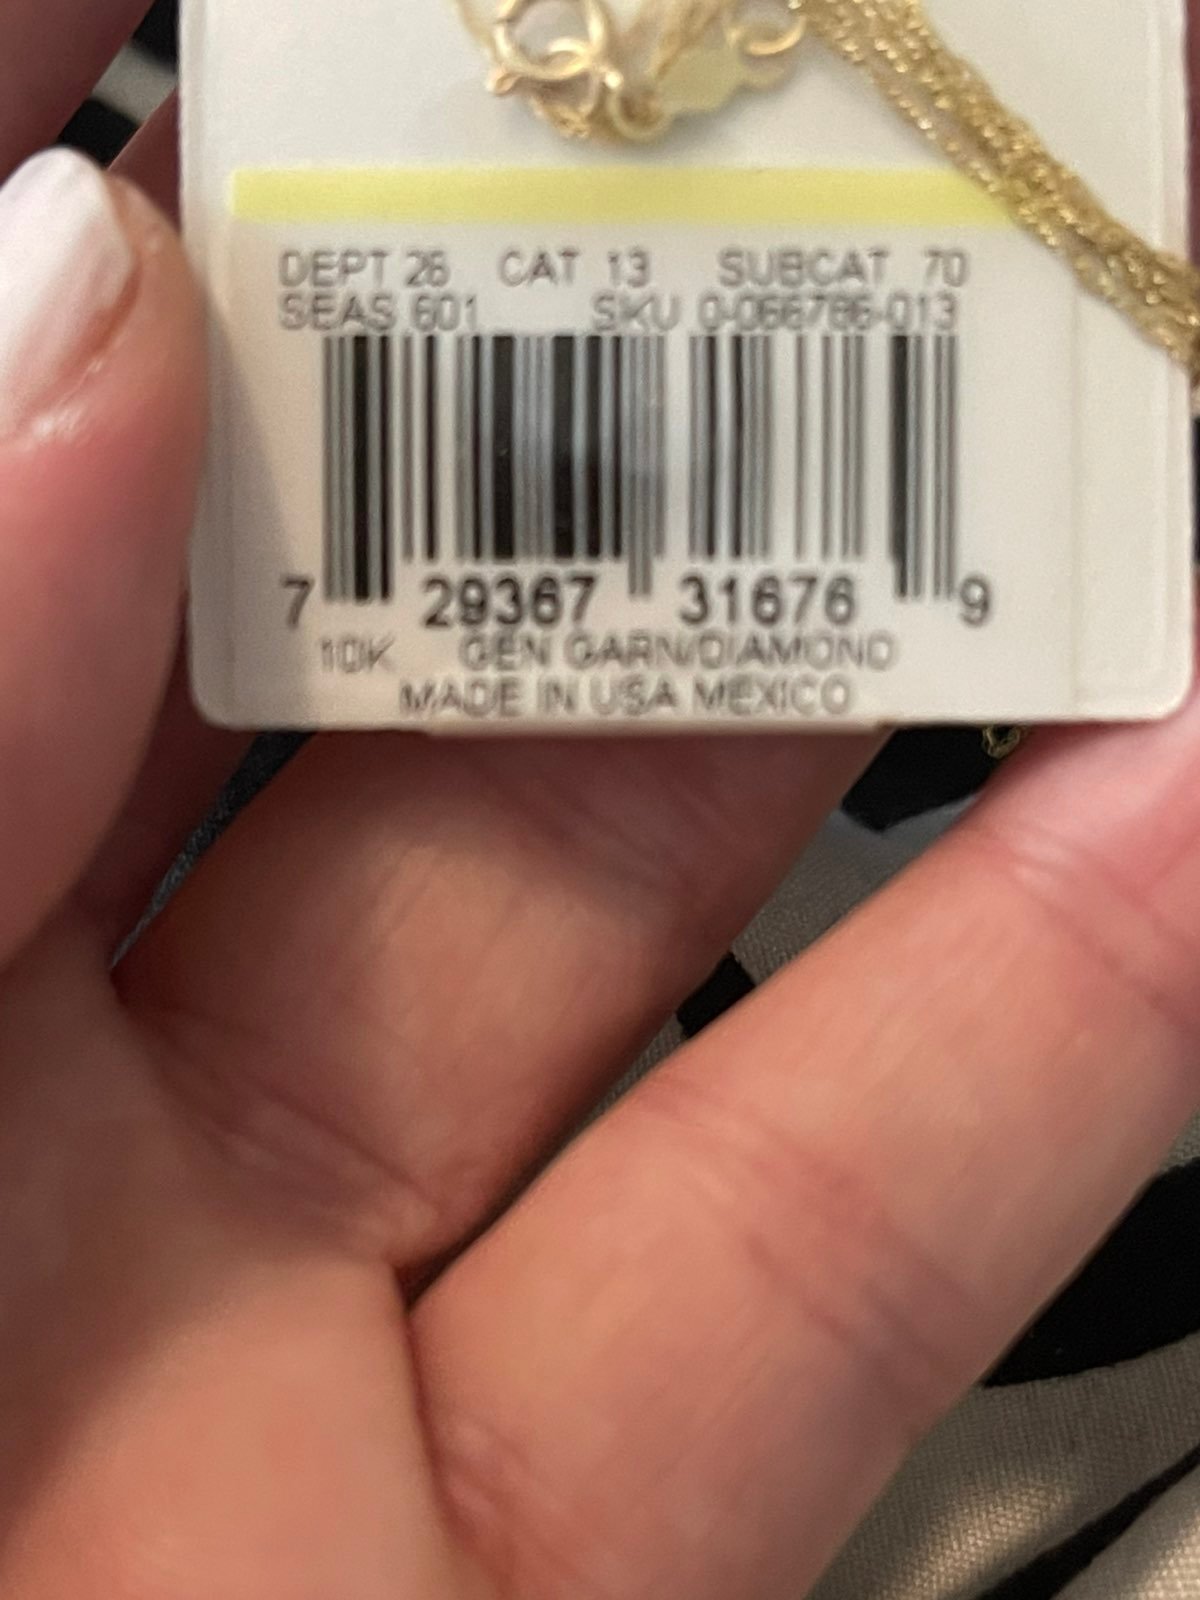 DEPT 26 CAT 13 SUBCAT 70
SEAS 601 SKU 0-066786-013
7 29367 31676 9
10K GEN GARN/DIAMOND
MADE IN USA MEXICO